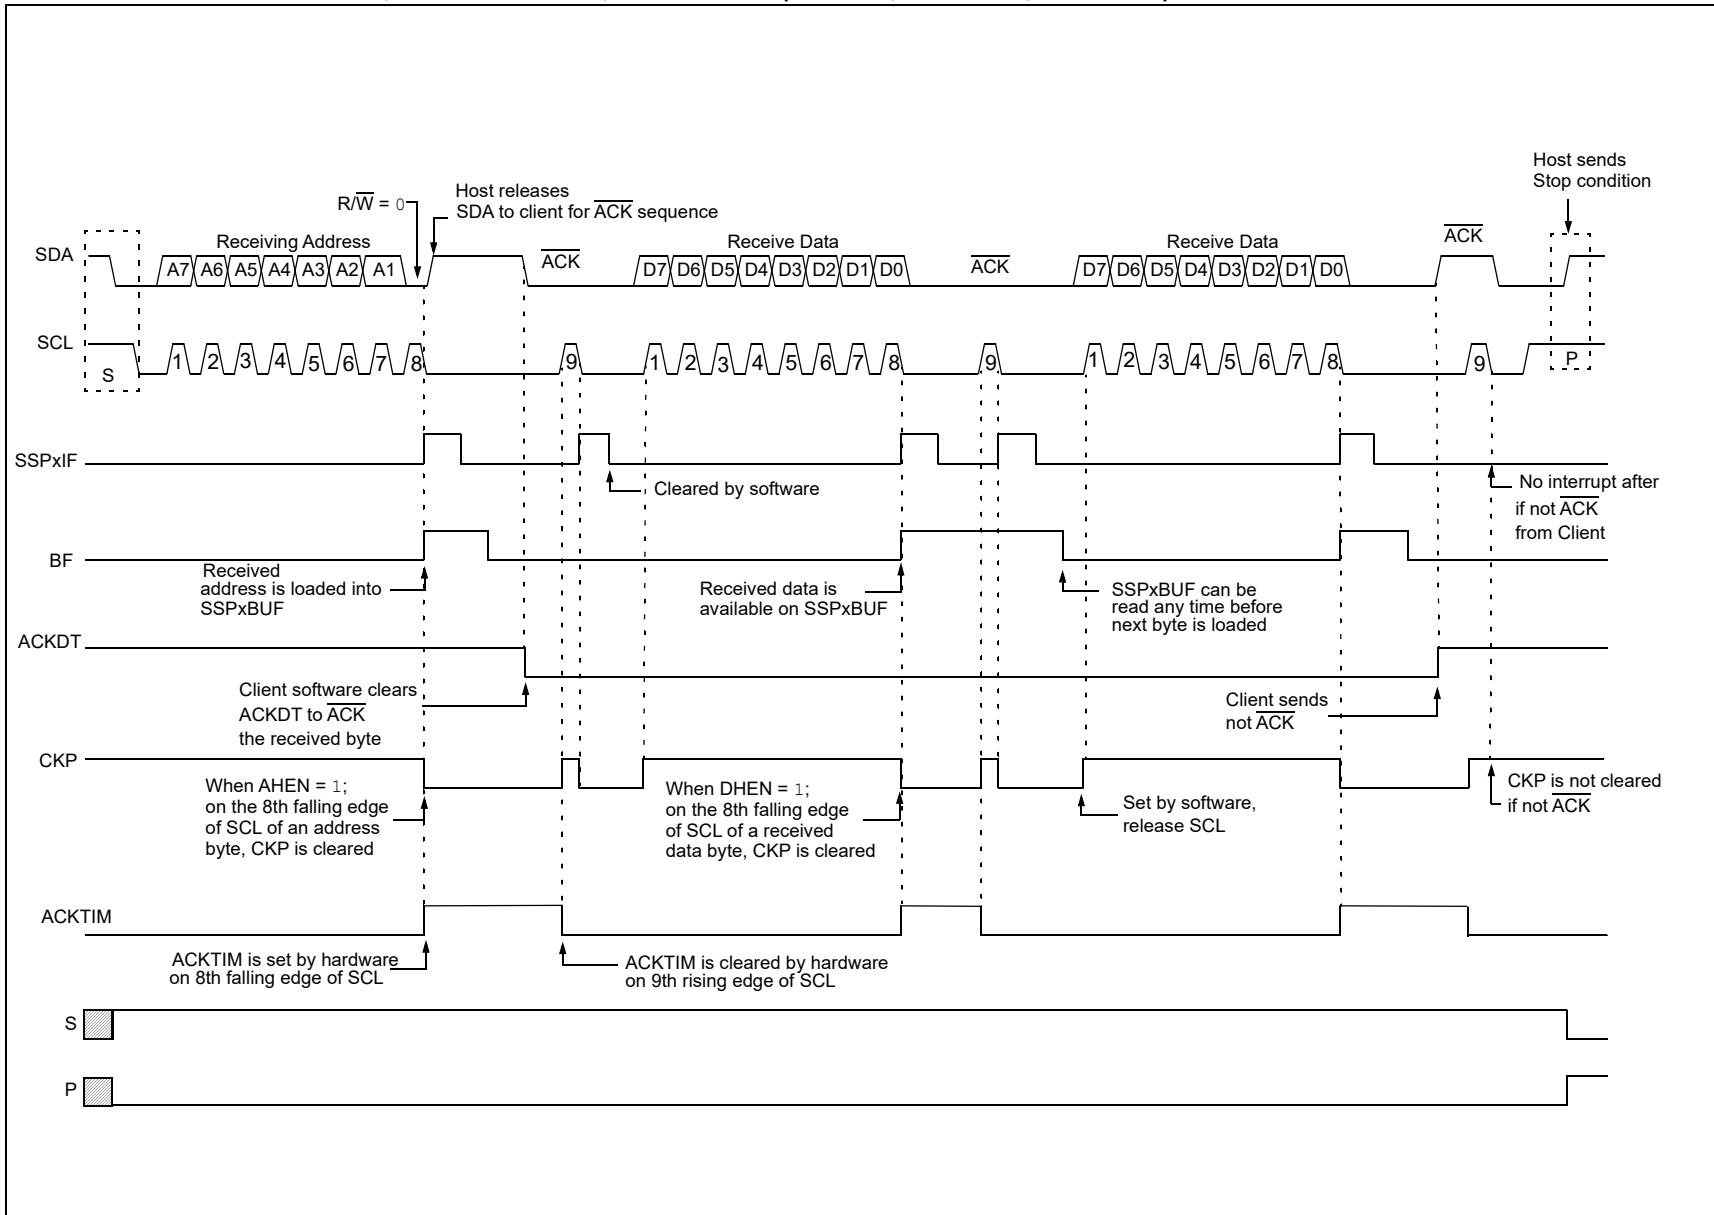 Host sends
Stop condition
R/W = 0
Host releases
SDA to client for ACK sequence
SDA
Receiving Address
ACK
Receive Data
ACK
Receive Data
ACK
A7 A6 A5 A4 A3 A2 A1
D7 D6 D5 D4 D3 D2 D1 D0
D7 D6 D5 D4 D3 D2 D1 D0
SCL
S
1 2 3 4 5 6 7 8 9
1 2 3 4 5 6 7 8 9
1 2 3 4 5 6 7 8 9
P
SSPxIF
Cleared by software
No interrupt after
if not ACK
from Client
BF
Received
address is loaded into
SSPxBUF
Received data is
available on SSPxBUF
SSPxBUF can be
read any time before
next byte is loaded
ACKDT
Client software clears
ACKDT to ACK
the received byte
Client sends
not ACK
CKP
When AHEN = 1;
on the 8th falling edge
of SCL of an address
byte, CKP is cleared
When DHEN = 1;
on the 8th falling edge
of SCL of a received
data byte, CKP is cleared
Set by software,
release SCL
CKP is not cleared
if not ACK
ACKTIM
ACKTIM is set by hardware
on 8th falling edge of SCL
ACKTIM is cleared by hardware
on 9th rising edge of SCL
S
P